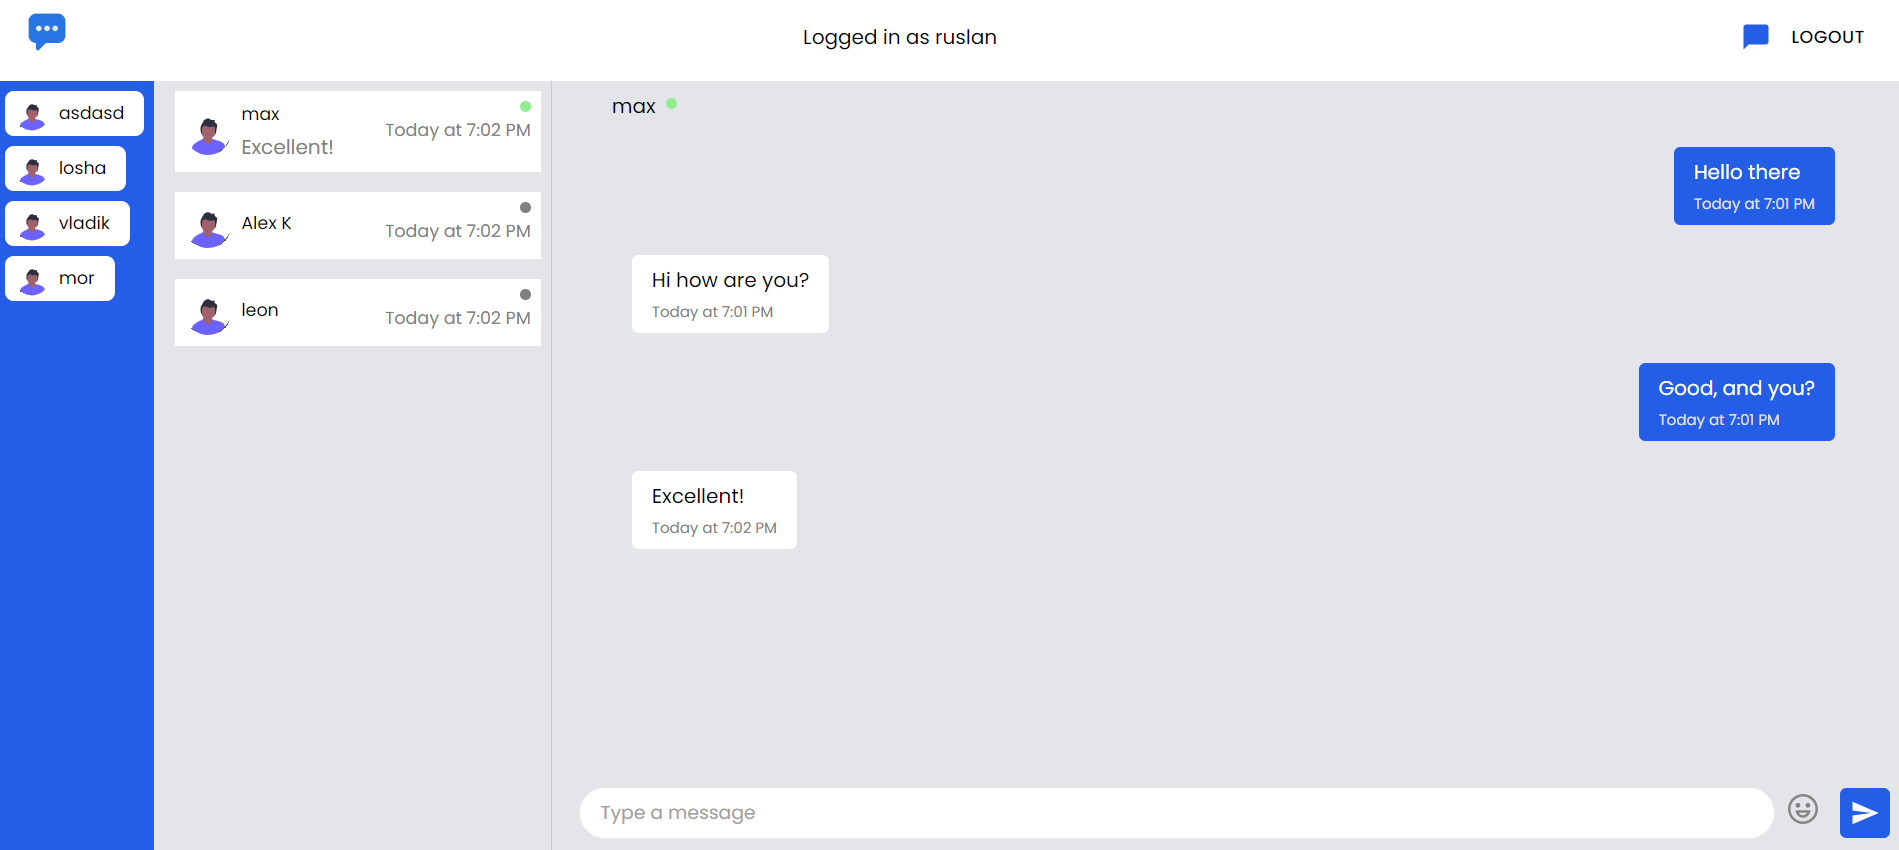 Logged in as ruslan
LOGOUT
asdasd
losha
vladik
mor
max
Today at 7:02 PM
Excellent!
Alex K
Today at 7:02 PM
leon
Today at 7:02 PM
max
Hello there
Today at 7:01 PM
Hi how are you?
Today at 7:01 PM
Good, and you?
Today at 7:01 PM
Excellent!
Today at 7:02 PM
Type a message